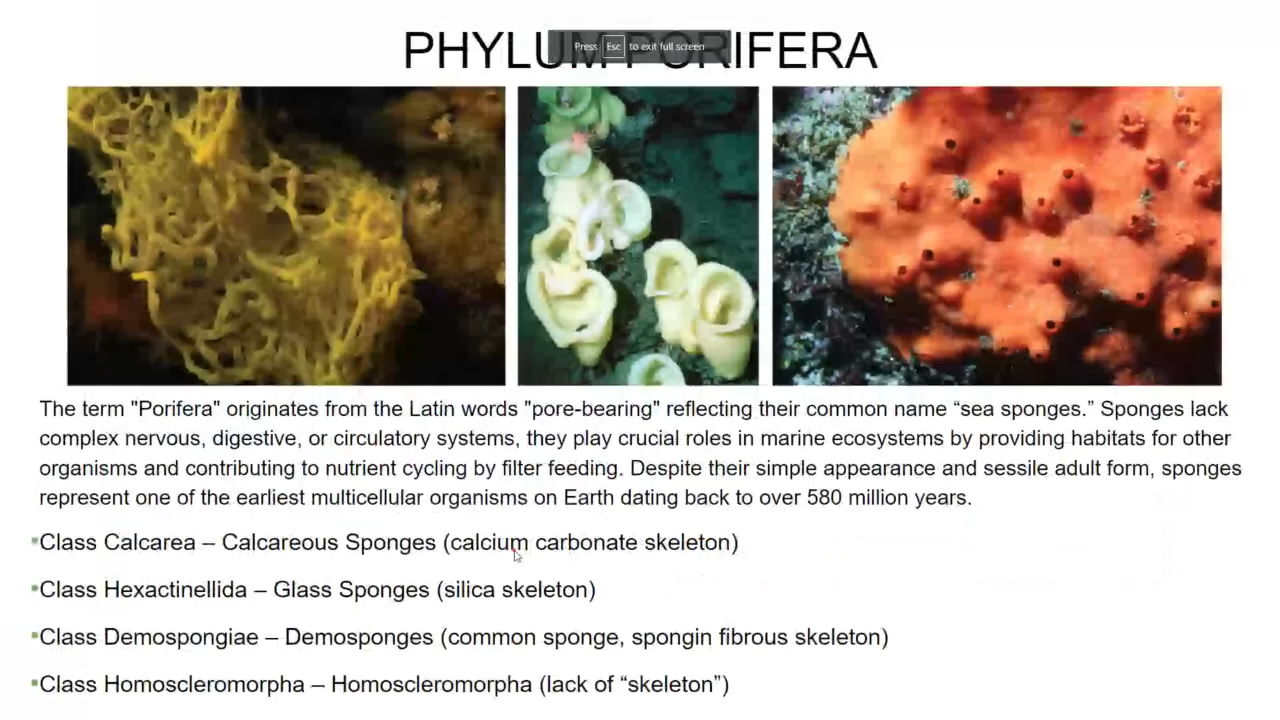 PHYLUM PORIFERA
Press Esc to exit full screen
The term "Porifera" originates from the Latin words "pore-bearing" reflecting their common name “sea sponges.” Sponges lack
complex nervous, digestive, or circulatory systems, they play crucial roles in marine ecosystems by providing habitats for other
organisms and contributing to nutrient cycling by filter feeding. Despite their simple appearance and sessile adult form, sponges
represent one of the earliest multicellular organisms on Earth dating back to over 580 million years.
▪Class Calcarea – Calcareous Sponges (calcium carbonate skeleton)
▪Class Hexactinellida – Glass Sponges (silica skeleton)
▪Class Demospongiae – Demosponges (common sponge, spongin fibrous skeleton)
▪Class Homoscleromorpha – Homoscleromorpha (lack of “skeleton”)